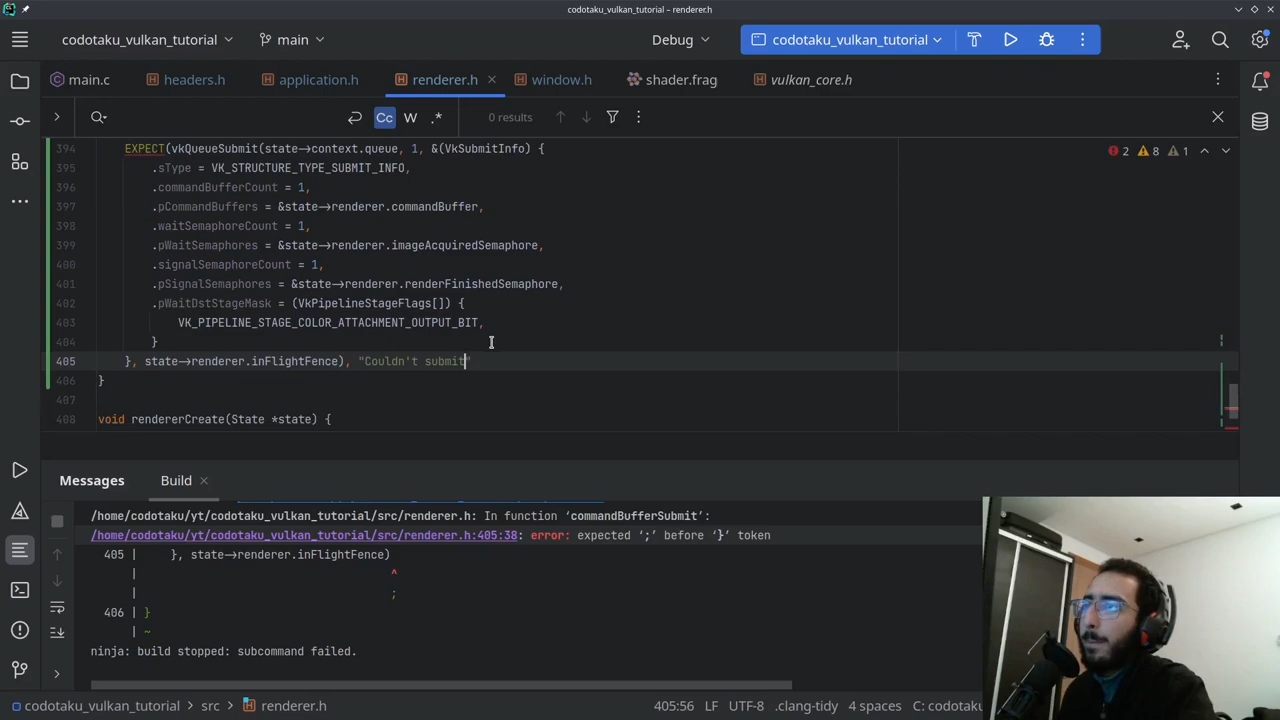 codotaku_vulkan_tutorial – renderer.h
codotaku_vulkan_tutorial
main
Debug
codotaku_vulkan_tutorial
main.c
headers.h
application.h
renderer.h
window.h
shader.frag
vulkan_core.h
Cc
W
.*
0 results
394 EXPECT(vkQueueSubmit(state->context.queue, 1, &(VkSubmitInfo) {
2 8 1
395 .sType = VK_STRUCTURE_TYPE_SUBMIT_INFO,
396 .commandBufferCount = 1,
397 .pCommandBuffers = &state->renderer.commandBuffer,
398 .waitSemaphoreCount = 1,
399 .pWaitSemaphores = &state->renderer.imageAcquiredSemaphore,
400 .signalSemaphoreCount = 1,
401 .pSignalSemaphores = &state->renderer.renderFinishedSemaphore,
402 .pWaitDstStageMask = (VkPipelineStageFlags[]) {
403 VK_PIPELINE_STAGE_COLOR_ATTACHMENT_OUTPUT_BIT,
404 }
405 }, state->renderer.inFlightFence), "Couldn't submit"
406 }
407
408 void rendererCreate(State *state) {
Messages
Build
/home/codotaku/yt/codotaku_vulkan_tutorial/src/renderer.h: In function ‘commandBufferSubmit’:
/home/codotaku/yt/codotaku_vulkan_tutorial/src/renderer.h:405:38: error: expected ‘;’ before ‘}’ token
405 | }, state->renderer.inFlightFence)
| ^
| ;
406 | }
| ~
ninja: build stopped: subcommand failed.
codotaku_vulkan_tutorial
src
renderer.h
405:56
LF
UTF-8
.clang-tidy
4 spaces
C: codotaku